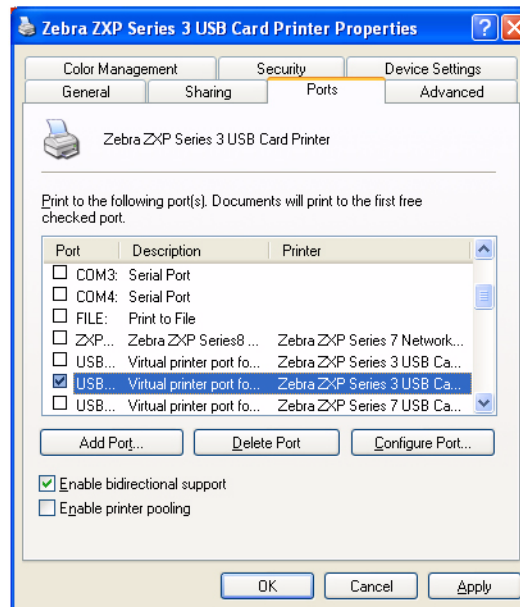 Zebra ZXP Series 3 USB Card Printer Properties
Color Management Security Device Settings
General Sharing Ports Advanced
Zebra ZXP Series 3 USB Card Printer
Print to the following port(s). Documents will print to the first free
checked port.
Port Description Printer
COM3: Serial Port
COM4: Serial Port
FILE: Print to File
ZXP... Zebra ZXP Series8 ... Zebra ZXP Series 7 Network...
USB... Virtual printer port fo... Zebra ZXP Series 3 USB Ca...
USB... Virtual printer port fo... Zebra ZXP Series 3 USB Ca...
USB... Virtual printer port fo... Zebra ZXP Series 7 USB Ca...
Add Port... Delete Port Configure Port...
Enable bidirectional support
Enable printer pooling
OK Cancel Apply